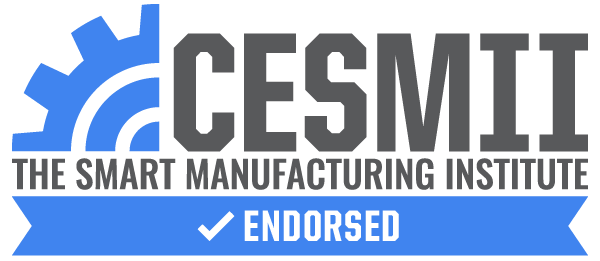 CESMII
THE SMART MANUFACTURING INSTITUTE
ENDORSED